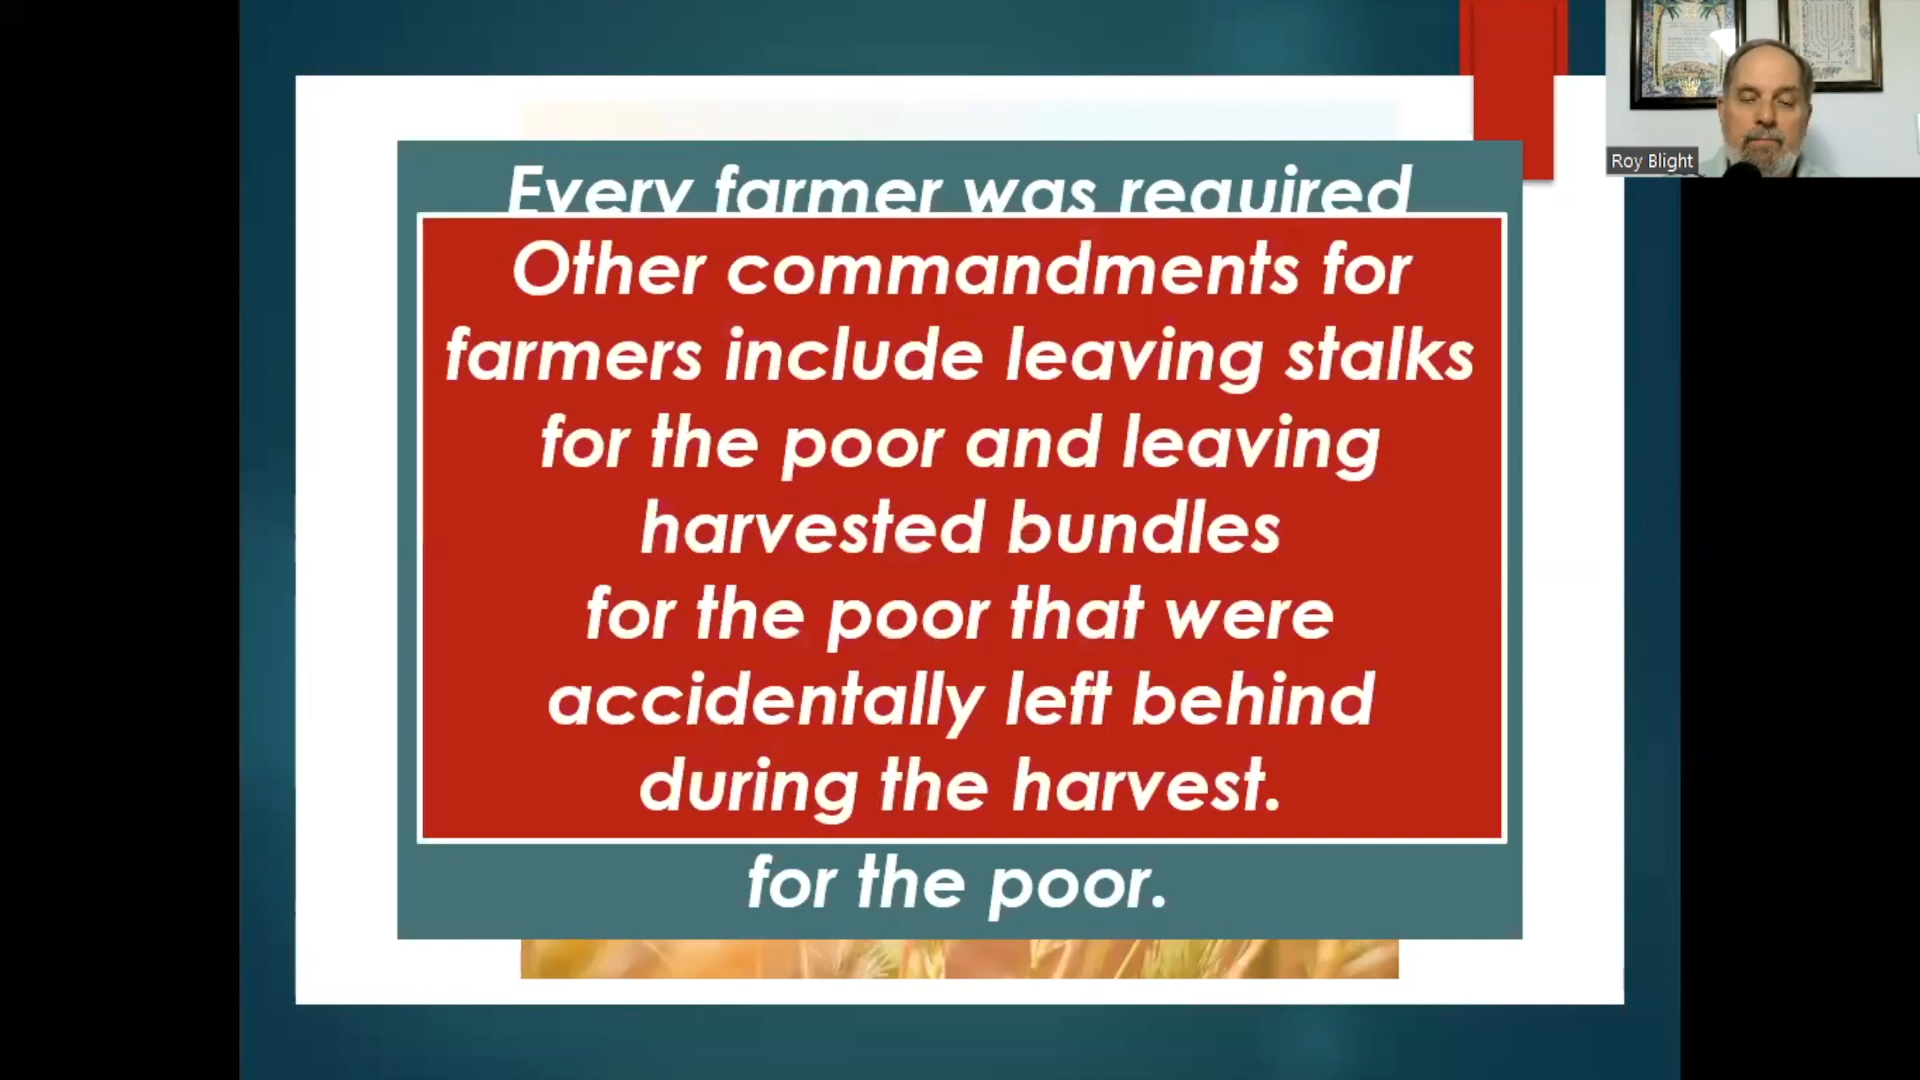 Every farmer was required
Other commandments for
farmers include leaving stalks
for the poor and leaving
harvested bundles
for the poor that were
accidentally left behind
during the harvest.
for the poor.
Roy Blight